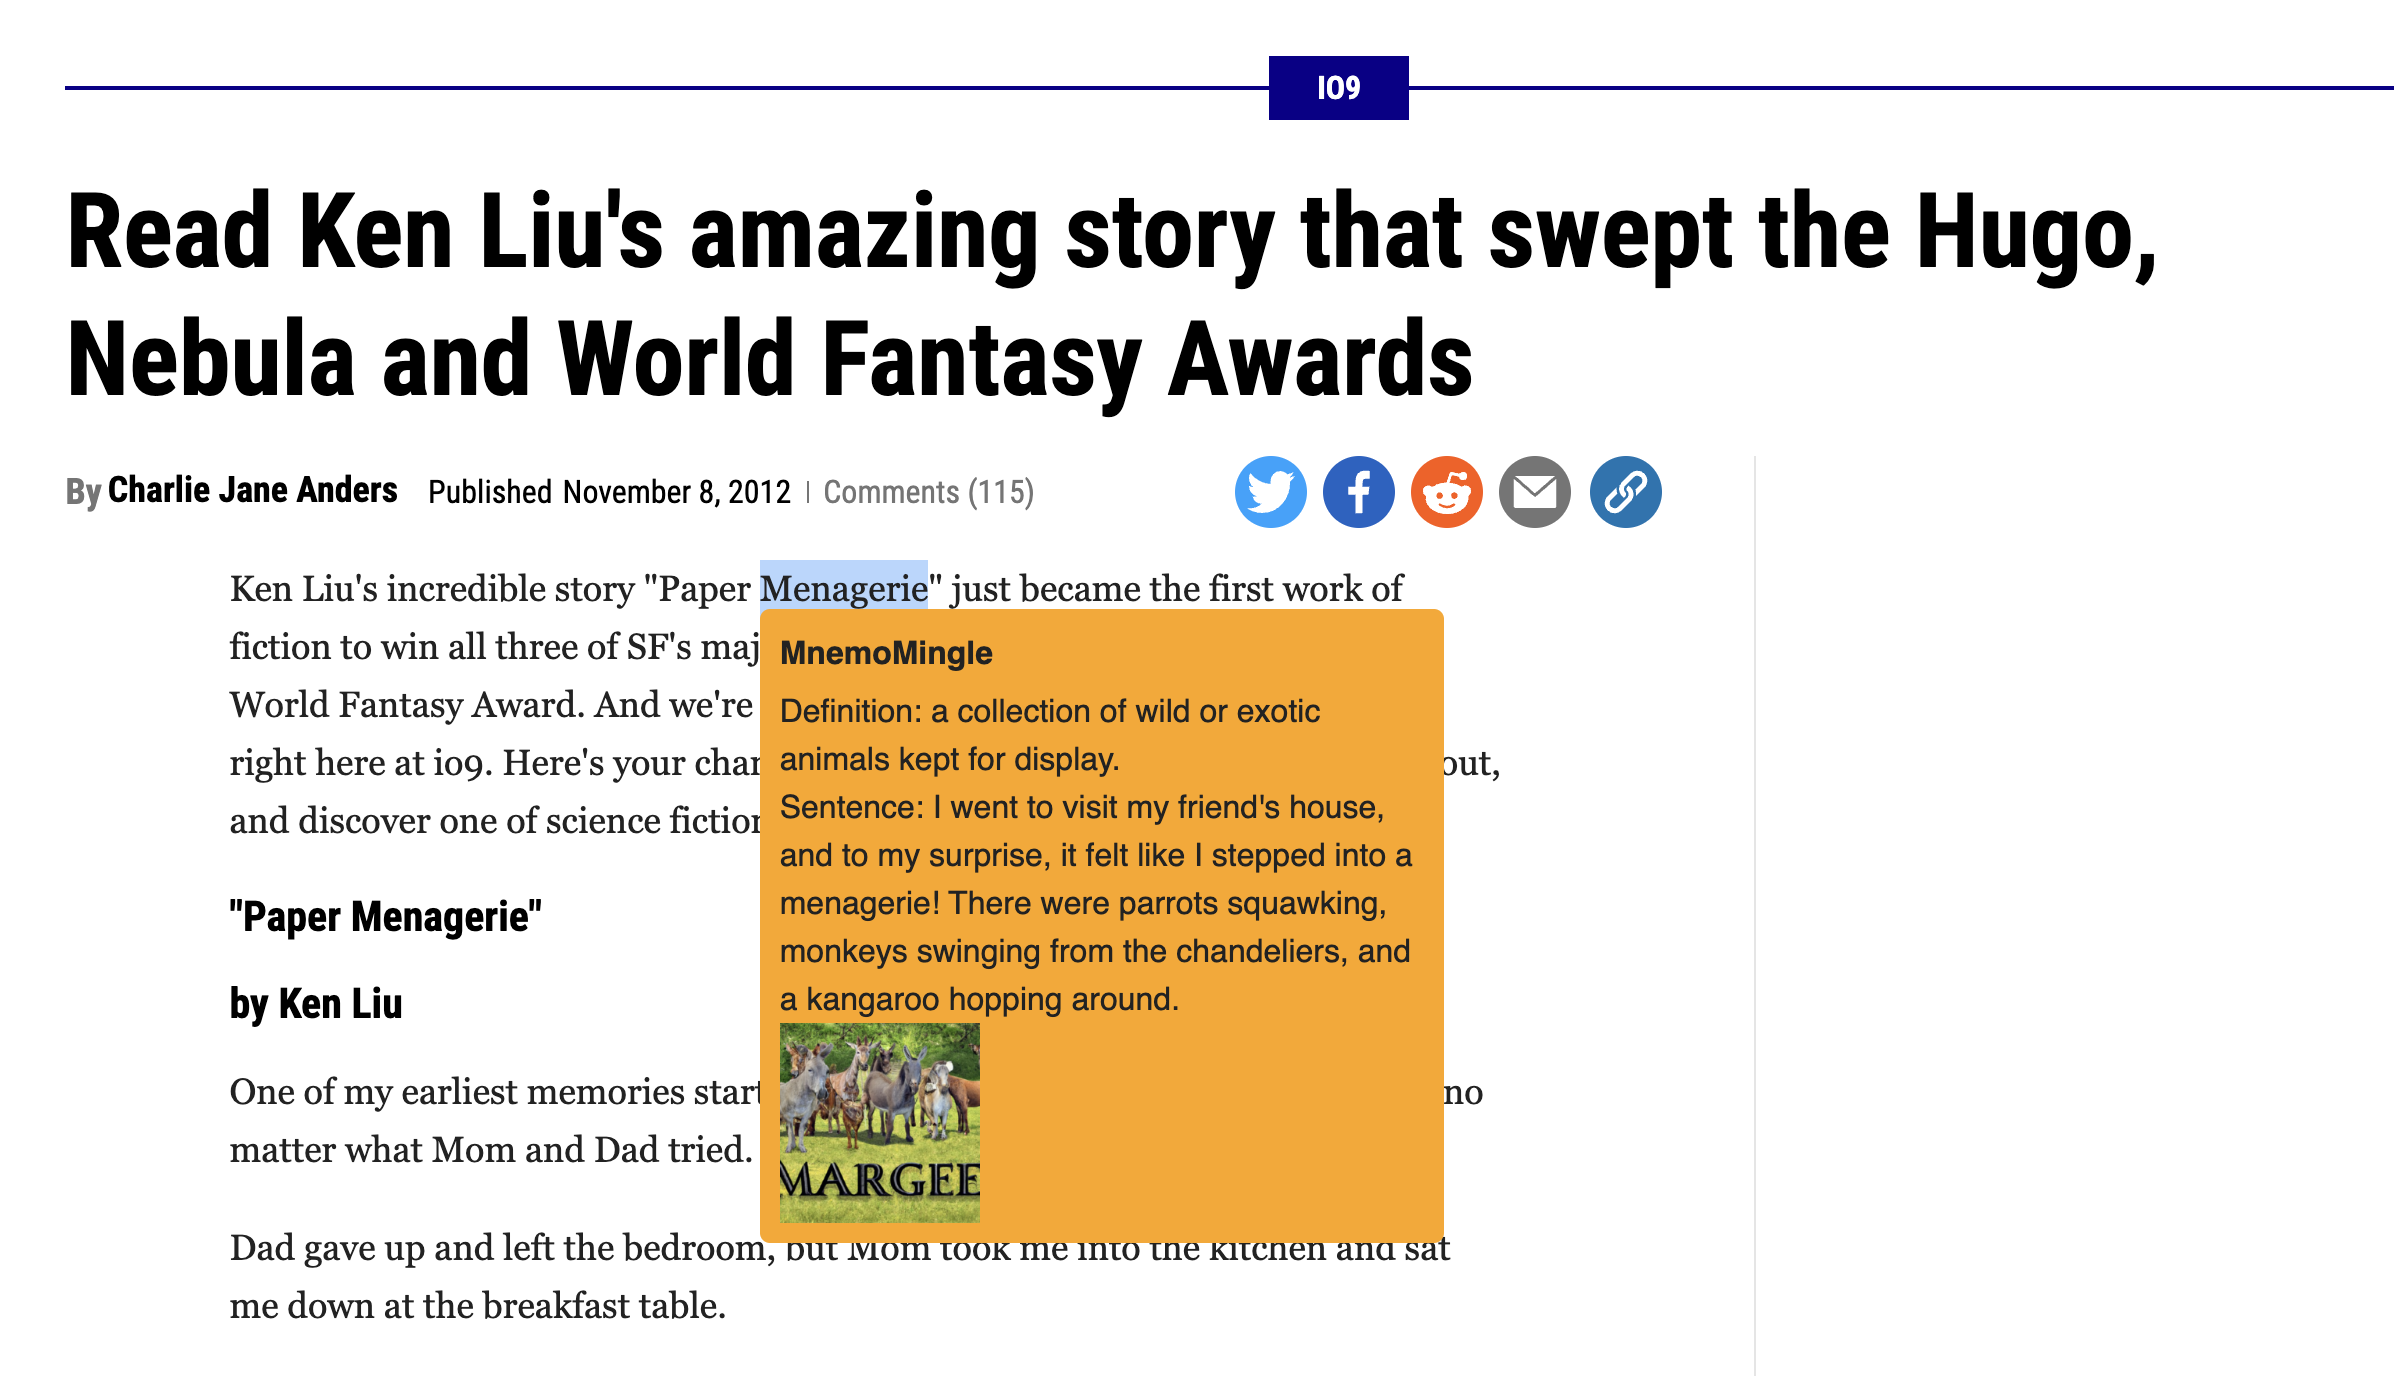 IO9
Read Ken Liu's amazing story that swept the Hugo,
Nebula and World Fantasy Awards
By Charlie Jane Anders Published November 8, 2012 | Comments (115)
Ken Liu's incredible story "Paper Menagerie" just became the first work of
fiction to win all three of SF's maj
World Fantasy Award. And we're
right here at io9. Here's your char out,
and discover one of science fiction
MnemoMingle
Definition: a collection of wild or exotic
animals kept for display.
Sentence: I went to visit my friend's house,
and to my surprise, it felt like I stepped into a
menagerie! There were parrots squawking,
monkeys swinging from the chandeliers, and
a kangaroo hopping around.
MARGEE
"Paper Menagerie"
by Ken Liu
One of my earliest memories start no
matter what Mom and Dad tried.
Dad gave up and left the bedroom, but Mom took me into the kitchen and sat
me down at the breakfast table.